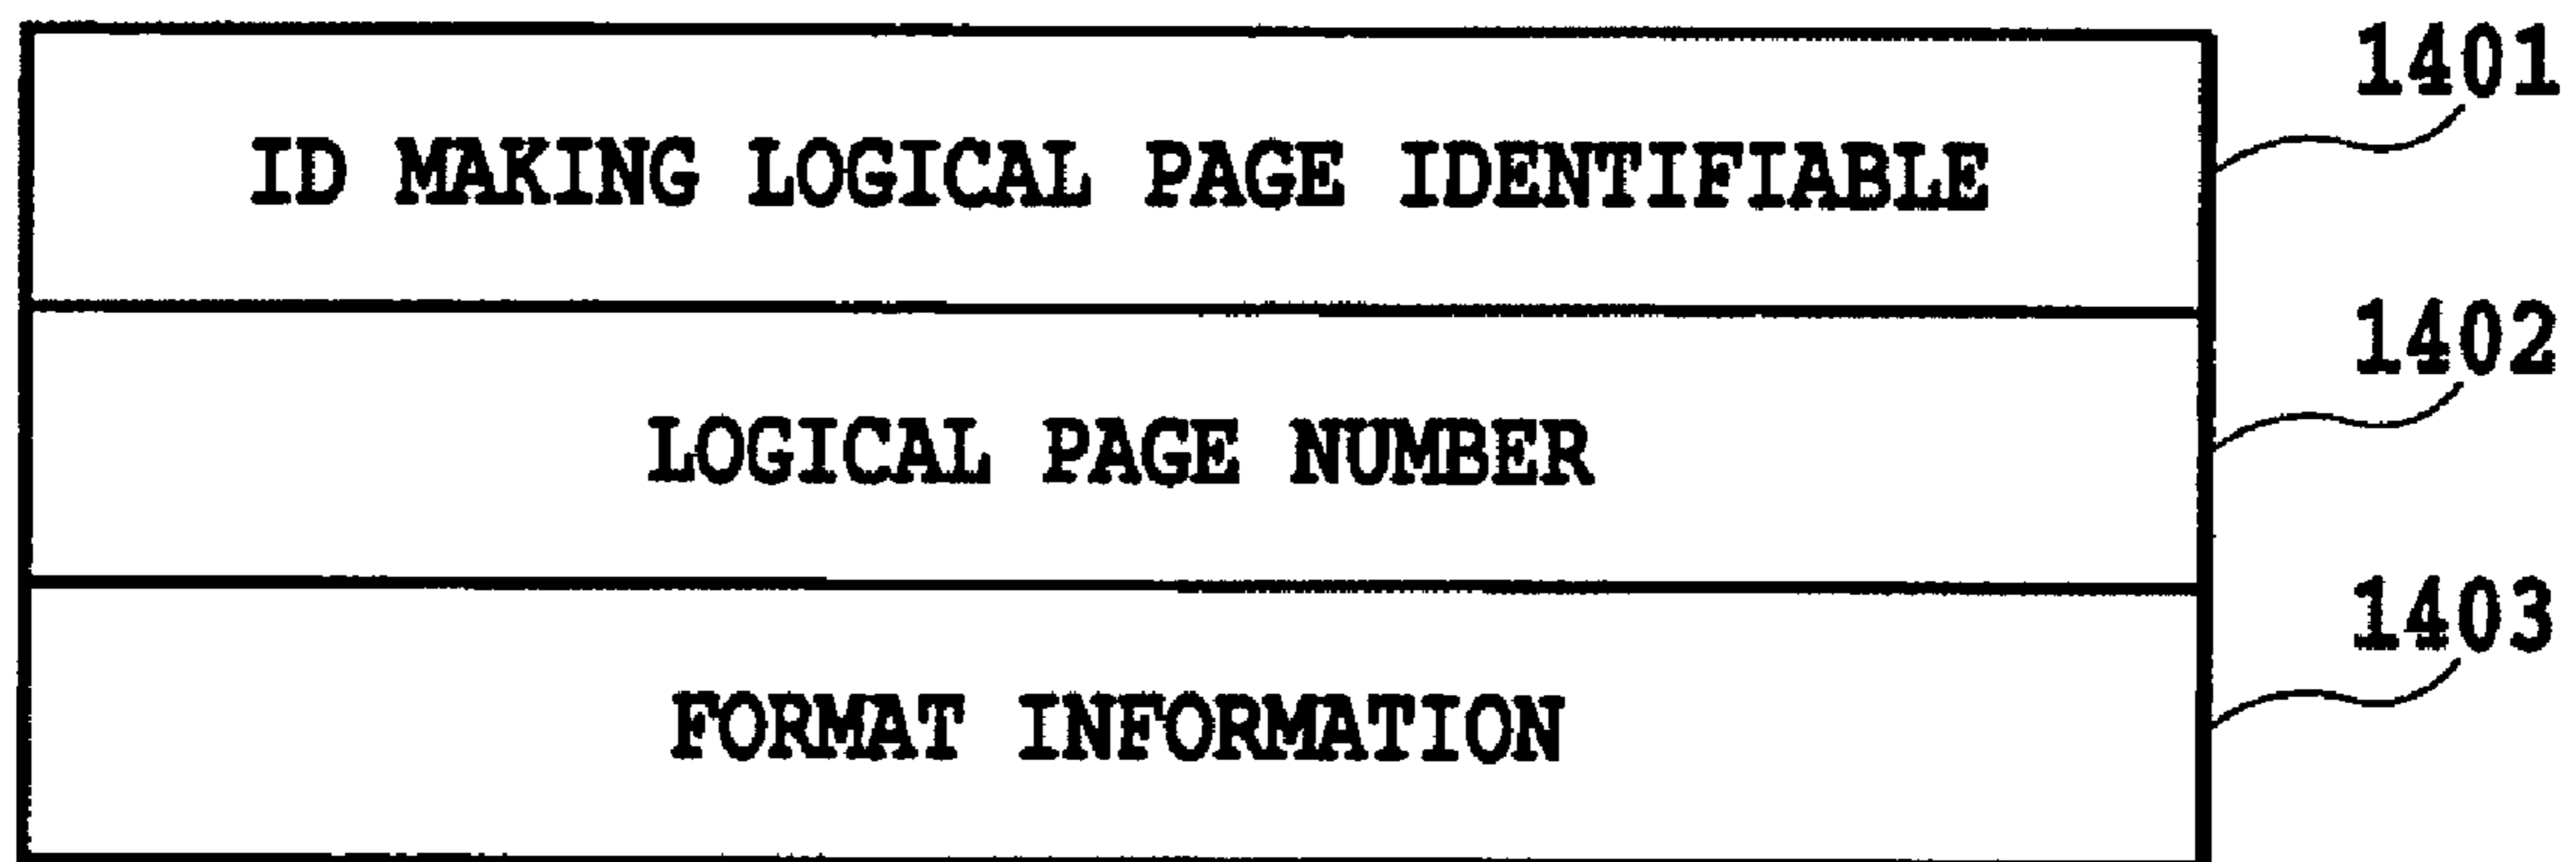 1401
ID MAKING LOGICAL PAGE IDENTIFIABLE
1402
LOGICAL PAGE NUMBER
1403
FORMAT INFORMATION